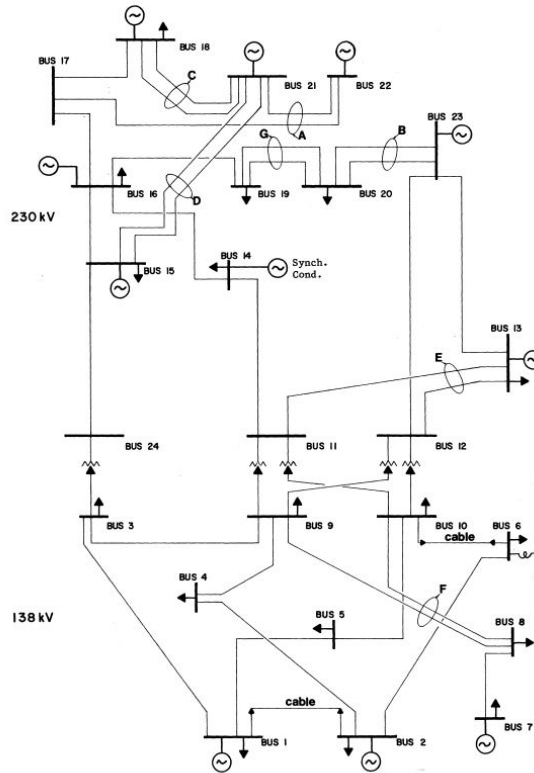 BUS 18
BUS 17
C
BUS 21
BUS 22
A
BUS 23
G
B
BUS 16
D
BUS 19
BUS 20
230 kV
BUS 15
BUS 14
Synch.
Cond.
BUS 13
E
BUS 24
BUS 11
BUS 12
BUS 3
BUS 9
BUS 10
BUS 6
cable
BUS 4
BUS 5
F
BUS 8
138 kV
cable
BUS 1
BUS 2
BUS 7